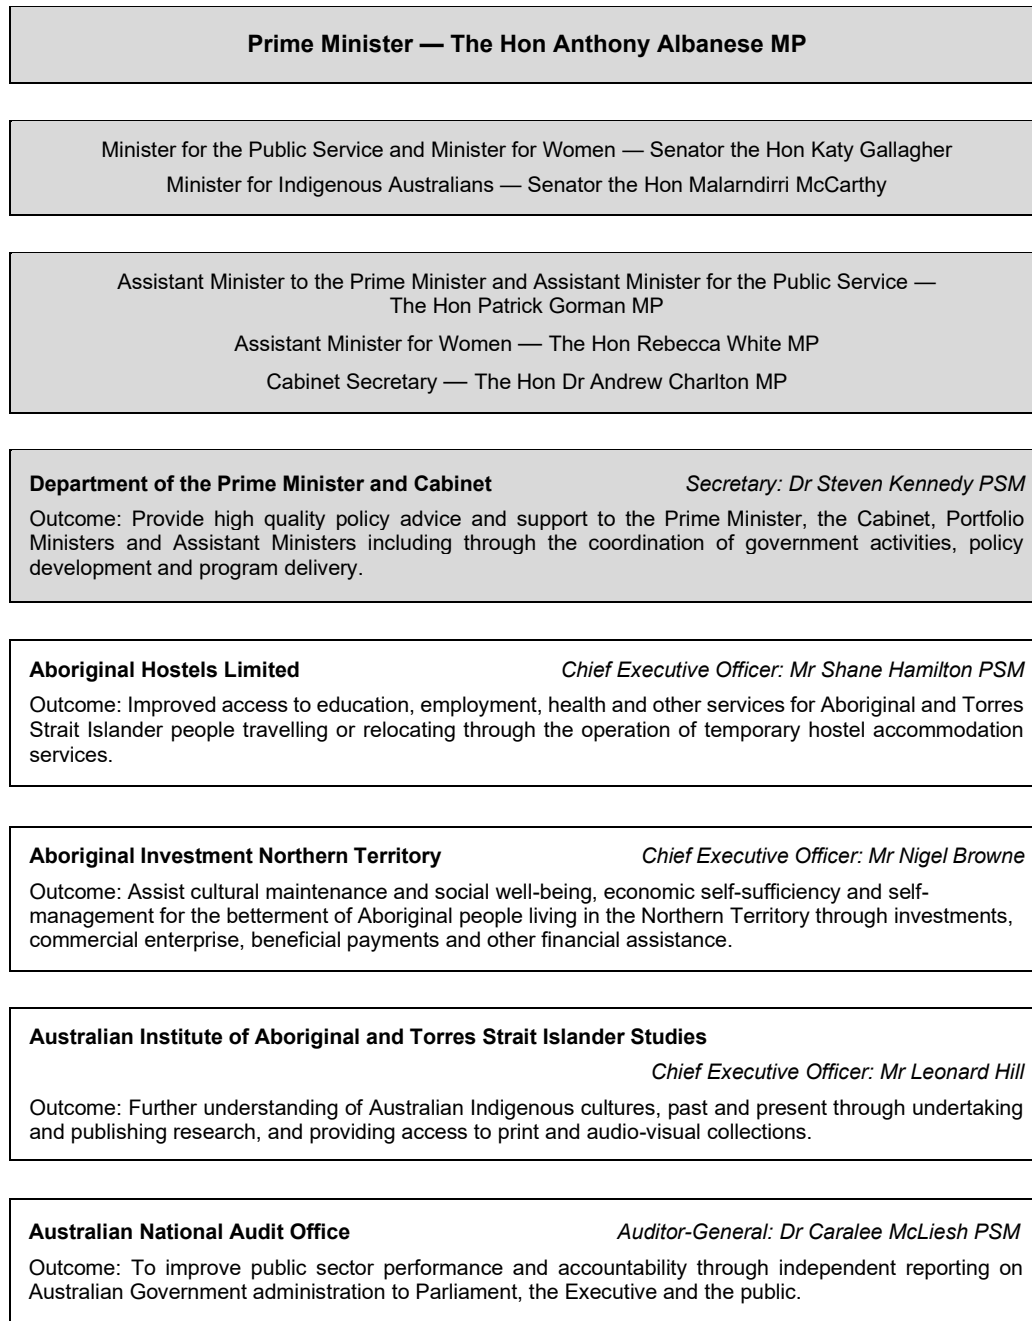 Prime Minister — The Hon Anthony Albanese MP
Minister for the Public Service and Minister for Women — Senator the Hon Katy Gallagher
Minister for Indigenous Australians — Senator the Hon Malarndirri McCarthy
Assistant Minister to the Prime Minister and Assistant Minister for the Public Service —
The Hon Patrick Gorman MP
Assistant Minister for Women — The Hon Rebecca White MP
Cabinet Secretary — The Hon Dr Andrew Charlton MP
Department of the Prime Minister and Cabinet Secretary: Dr Steven Kennedy PSM
Outcome: Provide high quality policy advice and support to the Prime Minister, the Cabinet, Portfolio
Ministers and Assistant Ministers including through the coordination of government activities, policy
development and program delivery.
Aboriginal Hostels Limited Chief Executive Officer: Mr Shane Hamilton PSM
Outcome: Improved access to education, employment, health and other services for Aboriginal and Torres
Strait Islander people travelling or relocating through the operation of temporary hostel accommodation
services.
Aboriginal Investment Northern Territory Chief Executive Officer: Mr Nigel Browne
Outcome: Assist cultural maintenance and social well-being, economic self-sufficiency and self-
management for the betterment of Aboriginal people living in the Northern Territory through investments,
commercial enterprise, beneficial payments and other financial assistance.
Australian Institute of Aboriginal and Torres Strait Islander Studies
Chief Executive Officer: Mr Leonard Hill
Outcome: Further understanding of Australian Indigenous cultures, past and present through undertaking
and publishing research, and providing access to print and audio-visual collections.
Australian National Audit Office Auditor-General: Dr Caralee McLiesh PSM
Outcome: To improve public sector performance and accountability through independent reporting on
Australian Government administration to Parliament, the Executive and the public.